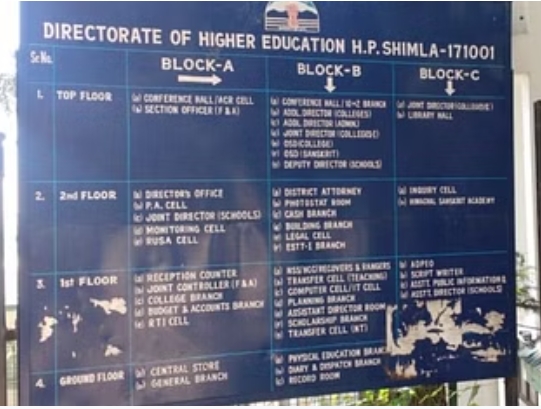 DIRECTORATE OF HIGHER EDUCATION H.P. SHIMLA-171001
Sr.No. BLOCK-A BLOCK-B BLOCK-C
1. TOP FLOOR
(a) CONFERENCE HALL/ACR CELL
(b) SECTION OFFICER (F & A)
(a) CONFERENCE HALL/10+2 BRANCH
(b) ADDL. DIRECTOR (COLLEGES)
(c) ADDL. DIRECTOR (ADMN)
(d) JOINT DIRECTOR (COLLEGES)
(e) OSD (COLLEGE)
(f) OSD (SANSKRIT)
DEPUTY DIRECTOR (SCHOOLS)
(a) JOINT DIRECTOR (COLLEGES)
(b) LIBRARY HALL
2. 2nd FLOOR
(a) DIRECTOR'S OFFICE
(b) P.A. CELL
(c) JOINT DIRECTOR (SCHOOLS)
(d) MONITORING CELL
(e) RUSA CELL
(a) DISTRICT ATTORNEY
(b) PHOTOSTAT ROOM
(c) CASH BRANCH
(d) BUILDING BRANCH
(e) LEGAL CELL
(f) ESTT-I BRANCH
(a) INQUIRY CELL
(b) HIMACHAL SANSKRIT ACADEMY
3. 1st FLOOR
(a) RECEPTION COUNTER
(b) JOINT CONTROLLER (F & A)
(c) COLLEGE BRANCH
(d) BUDGET & ACCOUNTS BRANCH
(e) RTI CELL
(a) NSS/NCC/ROVERS & RANGERS
(b) TRANSFER CELL (TEACHING)
(c) COMPUTER CELL/IT CELL
PLANNING BRANCH
ASSISTANT DIRECTOR ROOM
SCHOLARSHIP BRANCH
TRANSFER CELL (NT)
(a) ADPEO
(b) SCRIPT WRITER
ASSTT. PUBLIC INFORMATION
ASSTT. DIRECTOR (SCHOOLS)
4. GROUND FLOOR
(a) CENTRAL STORE
(b) GENERAL BRANCH
(a) PHYSICAL EDUCATION BRANCH
(b) DIARY & DISPATCH BRANCH
(c) RECORD ROOM